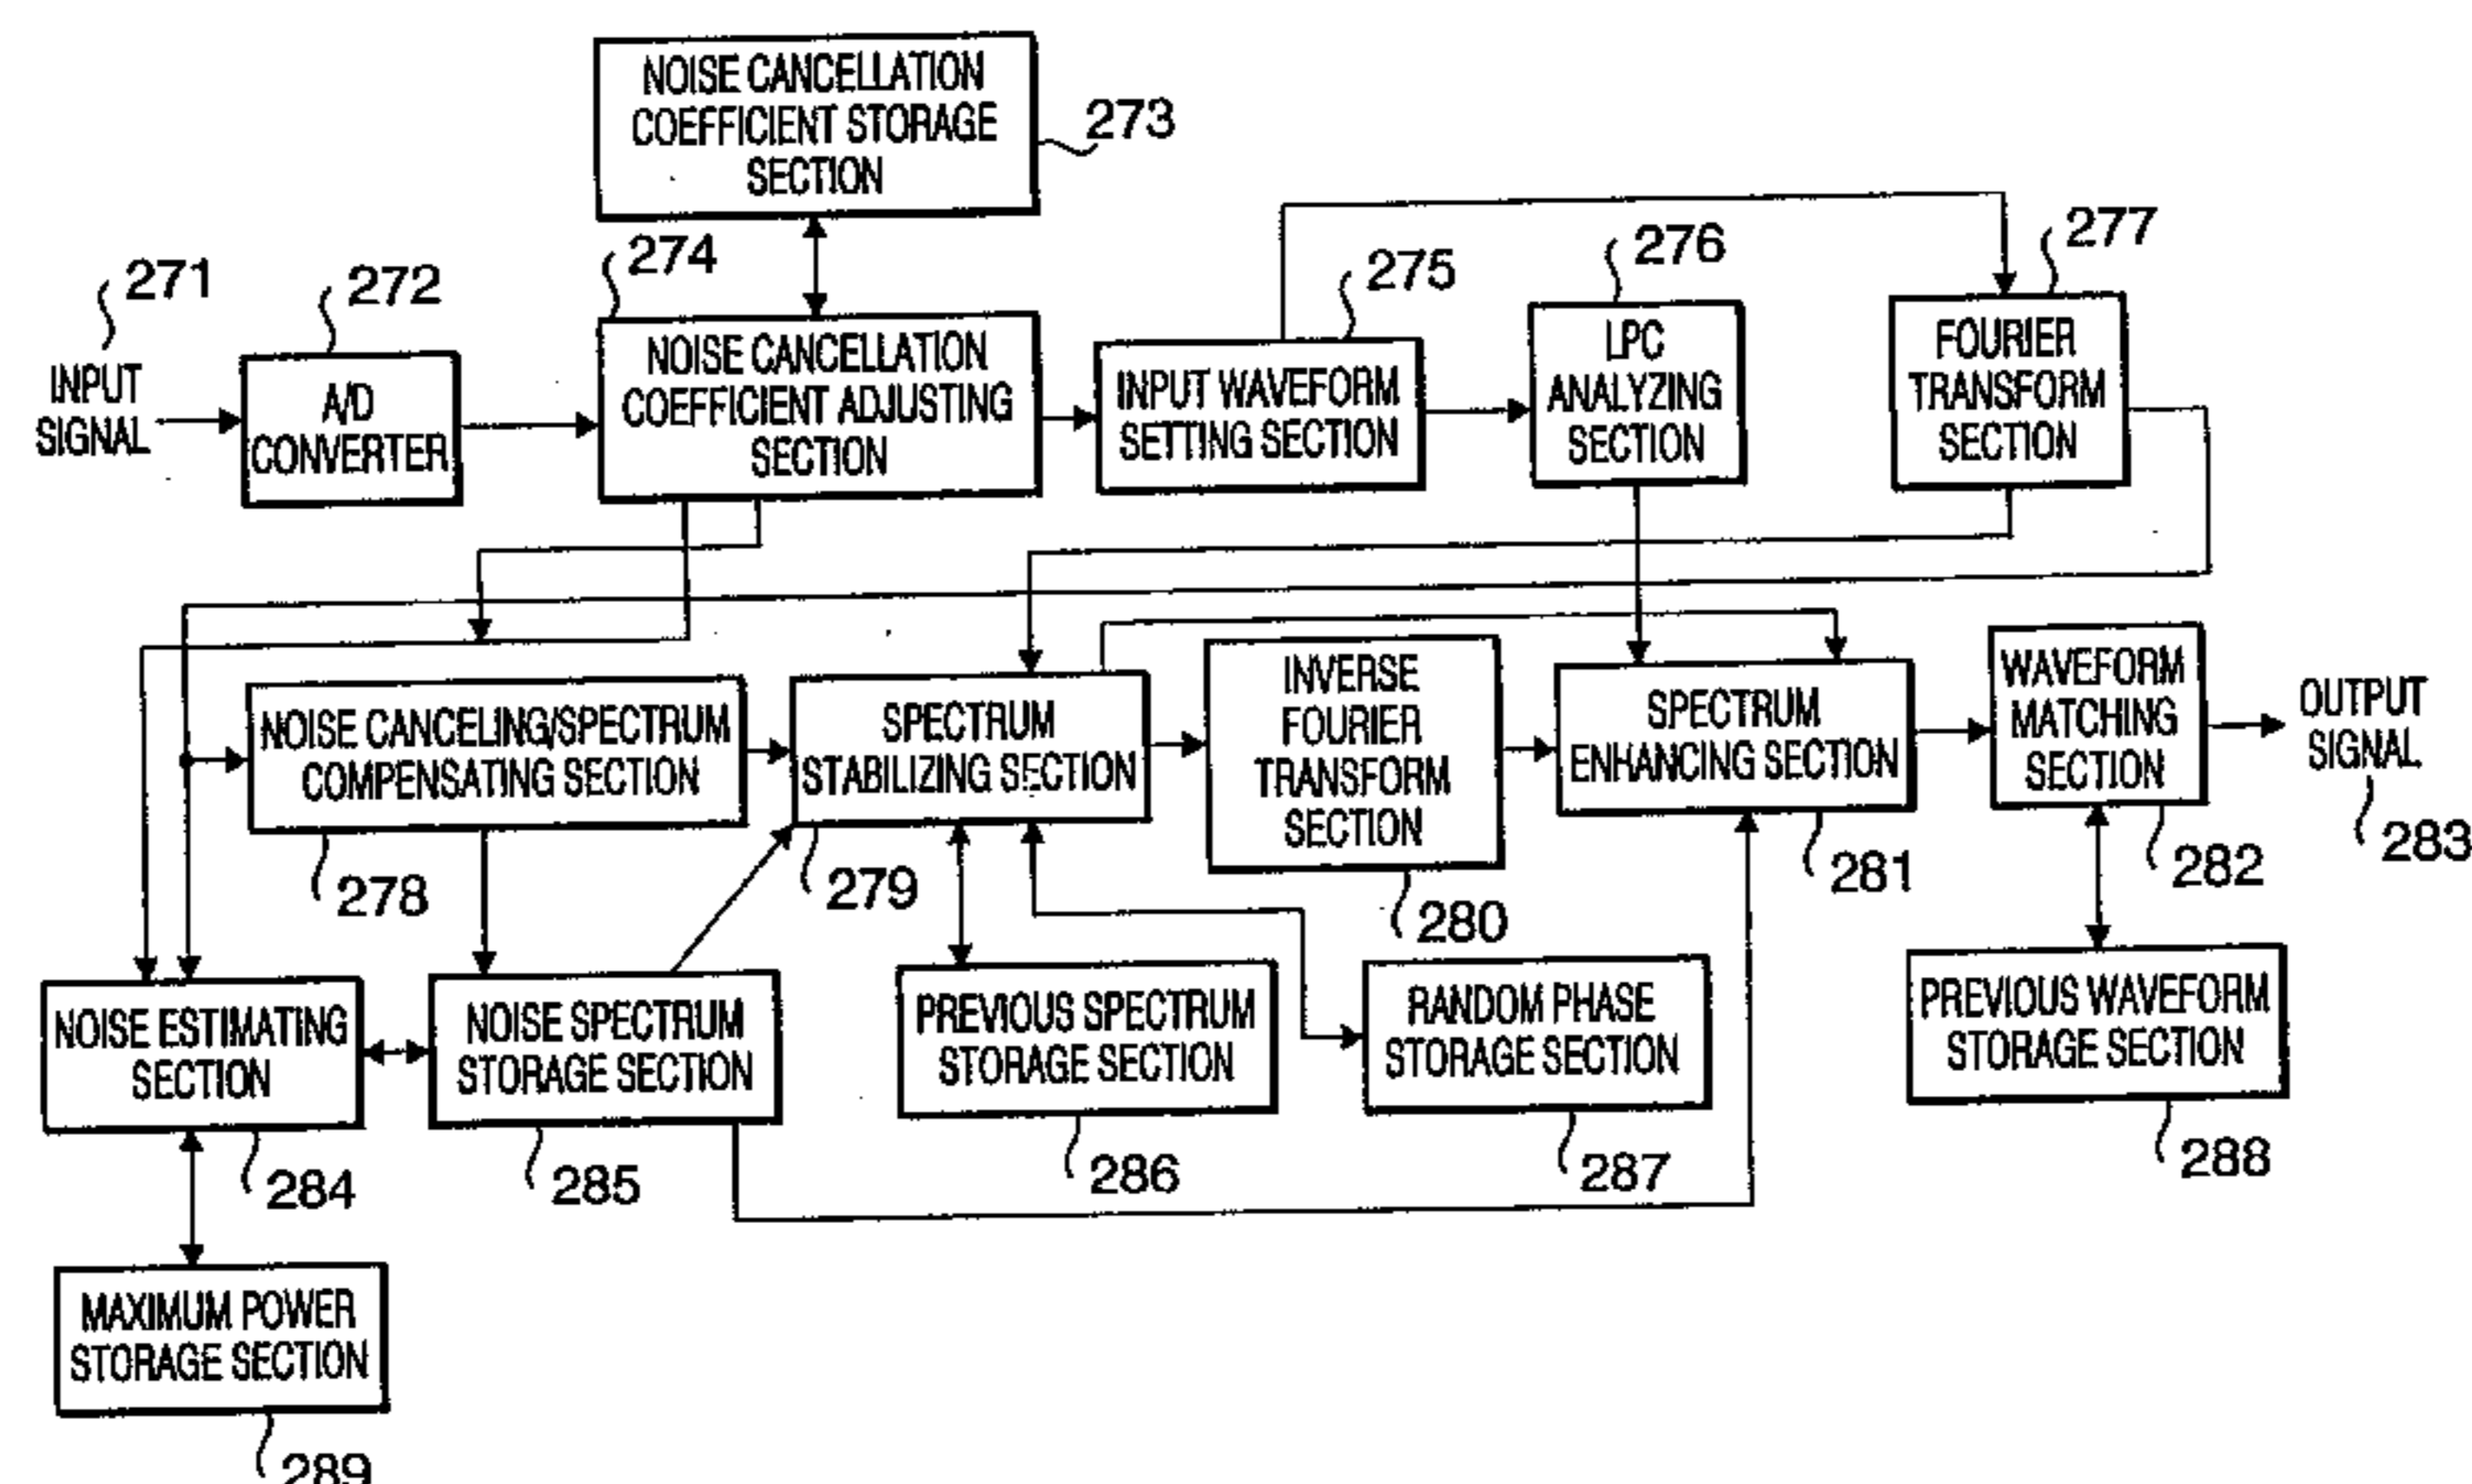 NOISE CANCELLATION
COEFFICIENT STORAGE
SECTION
273
271
INPUT
SIGNAL
272
A/D
CONVERTER
274
NOISE CANCELLATION
COEFFICIENT ADJUSTING
SECTION
275
INPUT WAVEFORM
SETTING SECTION
276
LPC
ANALYZING
SECTION
277
FOURIER
TRANSFORM
SECTION
NOISE CANCELING/SPECTRUM
COMPENSATING SECTION
278
SPECTRUM
STABILIZING SECTION
279
INVERSE
FOURIER
TRANSFORM
SECTION
280
SPECTRUM
ENHANCING SECTION
281
WAVEFORM
MATCHING
SECTION
282
OUTPUT
SIGNAL
283
NOISE ESTIMATING
SECTION
284
NOISE SPECTRUM
STORAGE SECTION
285
PREVIOUS SPECTRUM
STORAGE SECTION
286
RANDOM PHASE
STORAGE SECTION
287
PREVIOUS WAVEFORM
STORAGE SECTION
288
MAXIMUM POWER
STORAGE SECTION
289